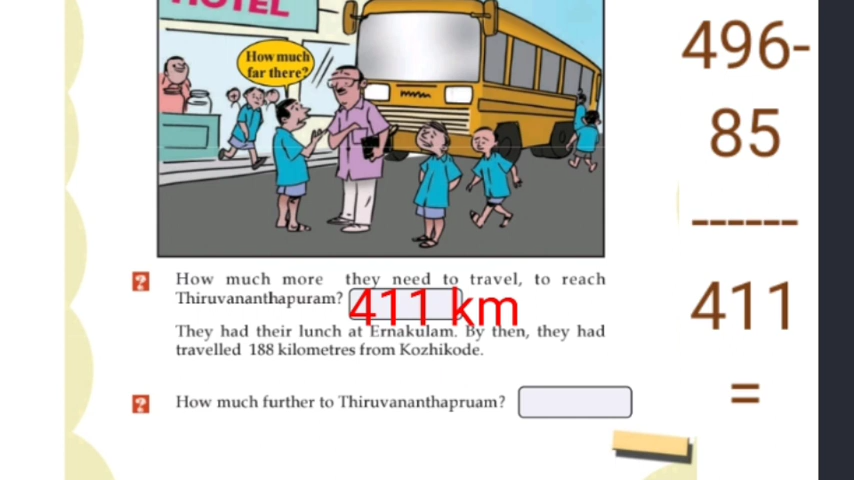 HOTEL
How much
far there?
How much more they need to travel, to reach
Thiruvananthapuram? 411 km
They had their lunch at Ernakulam. By then, they had
travelled 188 kilometres from Kozhikode.
How much further to Thiruvananthapruam?
496-
85
------
411
=